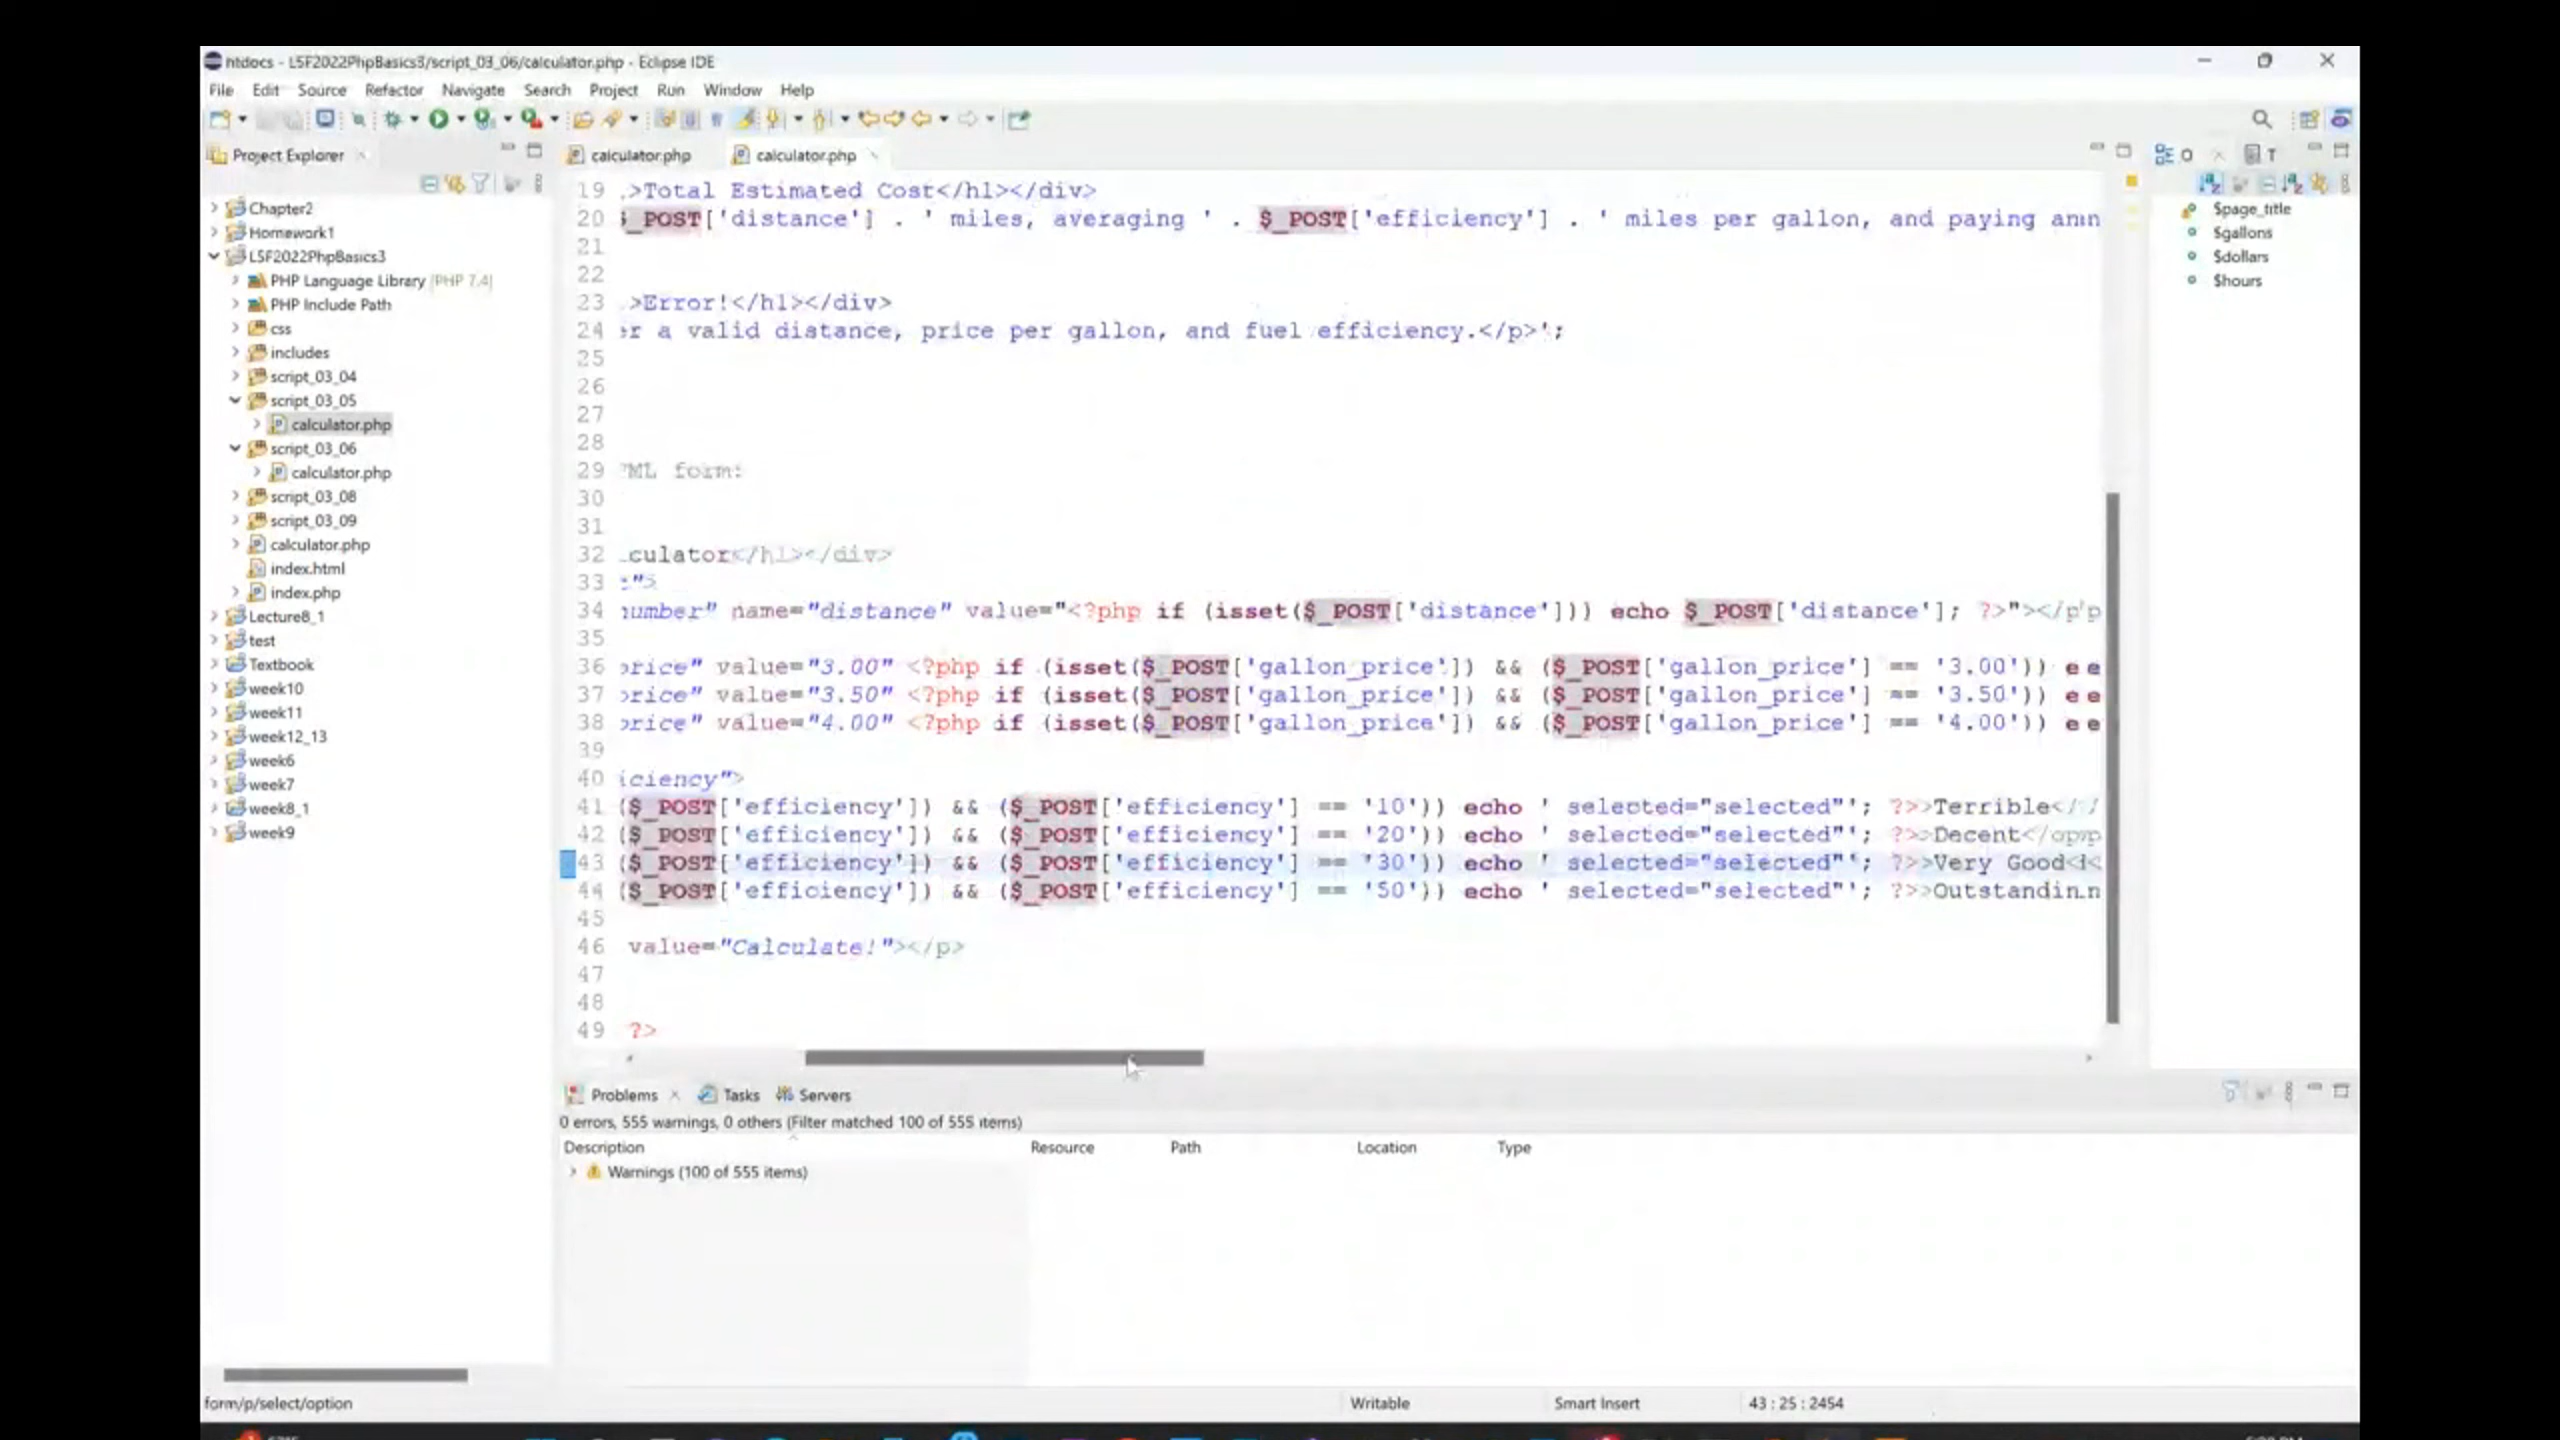 htdocs - LSF2022PhpBasics3/script_03_06/calculator.php - Eclipse IDE
File Edit Source Refactor Navigate Search Project Run Window Help
Project Explorer
calculator.php calculator.php
Chapter2
Homework1
LSF2022PhpBasics3
PHP Language Library [PHP 7.4]
PHP Include Path
css
includes
script_03_04
script_03_05
calculator.php
script_03_06
calculator.php
script_03_08
script_03_09
calculator.php
index.html
index.php
Lecture8_1
test
Textbook
week10
week11
week12_13
week6
week7
week8_1
week9
19 >Total Estimated Cost</h1></div>
20 $_POST['distance'] . ' miles, averaging ' . $_POST['efficiency'] . ' miles per gallon, and paying
21
22
23 >Error!</h1></div>
24 er a valid distance, price per gallon, and fuel efficiency.</p>';
25
26
27
28
29 TML form:
30
31
32 culator</h1></div>
33 ">
34 number" name="distance" value="<?php if (isset($_POST['distance'])) echo $_POST['distance']; ?>"></p
35
36 price" value="3.00" <?php if (isset($_POST['gallon_price']) && ($_POST['gallon_price'] == '3.00')) e
37 price" value="3.50" <?php if (isset($_POST['gallon_price']) && ($_POST['gallon_price'] == '3.50')) e
38 price" value="4.00" <?php if (isset($_POST['gallon_price']) && ($_POST['gallon_price'] == '4.00')) e
39
40 iciency">
41 ($_POST['efficiency']) && ($_POST['efficiency'] == '10')) echo ' selected="selected"'; ?>>Terrible</
42 ($_POST['efficiency']) && ($_POST['efficiency'] == '20')) echo ' selected="selected"'; ?>>Decent</op
43 ($_POST['efficiency']) && ($_POST['efficiency'] == '30')) echo ' selected="selected"'; ?>>Very Good<
44 ($_POST['efficiency']) && ($_POST['efficiency'] == '50')) echo ' selected="selected"'; ?>>Outstandin
45
46 value="Calculate!"></p>
47
48
49 ?>
O T
$page_title
$gallons
$dollars
$hours
Problems Tasks Servers
0 errors, 555 warnings, 0 others (Filter matched 100 of 555 items)
Description Resource Path Location Type
Warnings (100 of 555 items)
form/p/select/option Writable Smart Insert 43 : 25 : 2454